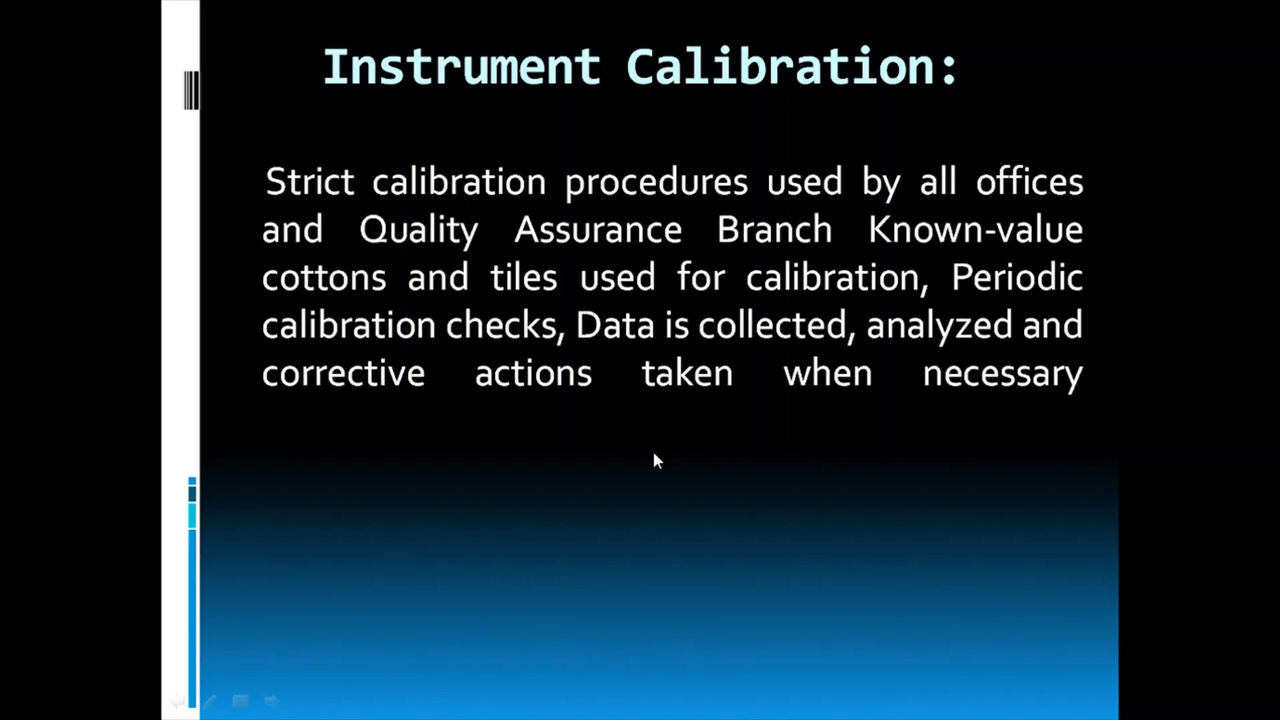 Instrument Calibration:
Strict calibration procedures used by all offices
and Quality Assurance Branch Known-value
cottons and tiles used for calibration, Periodic
calibration checks, Data is collected, analyzed and
corrective actions taken when necessary